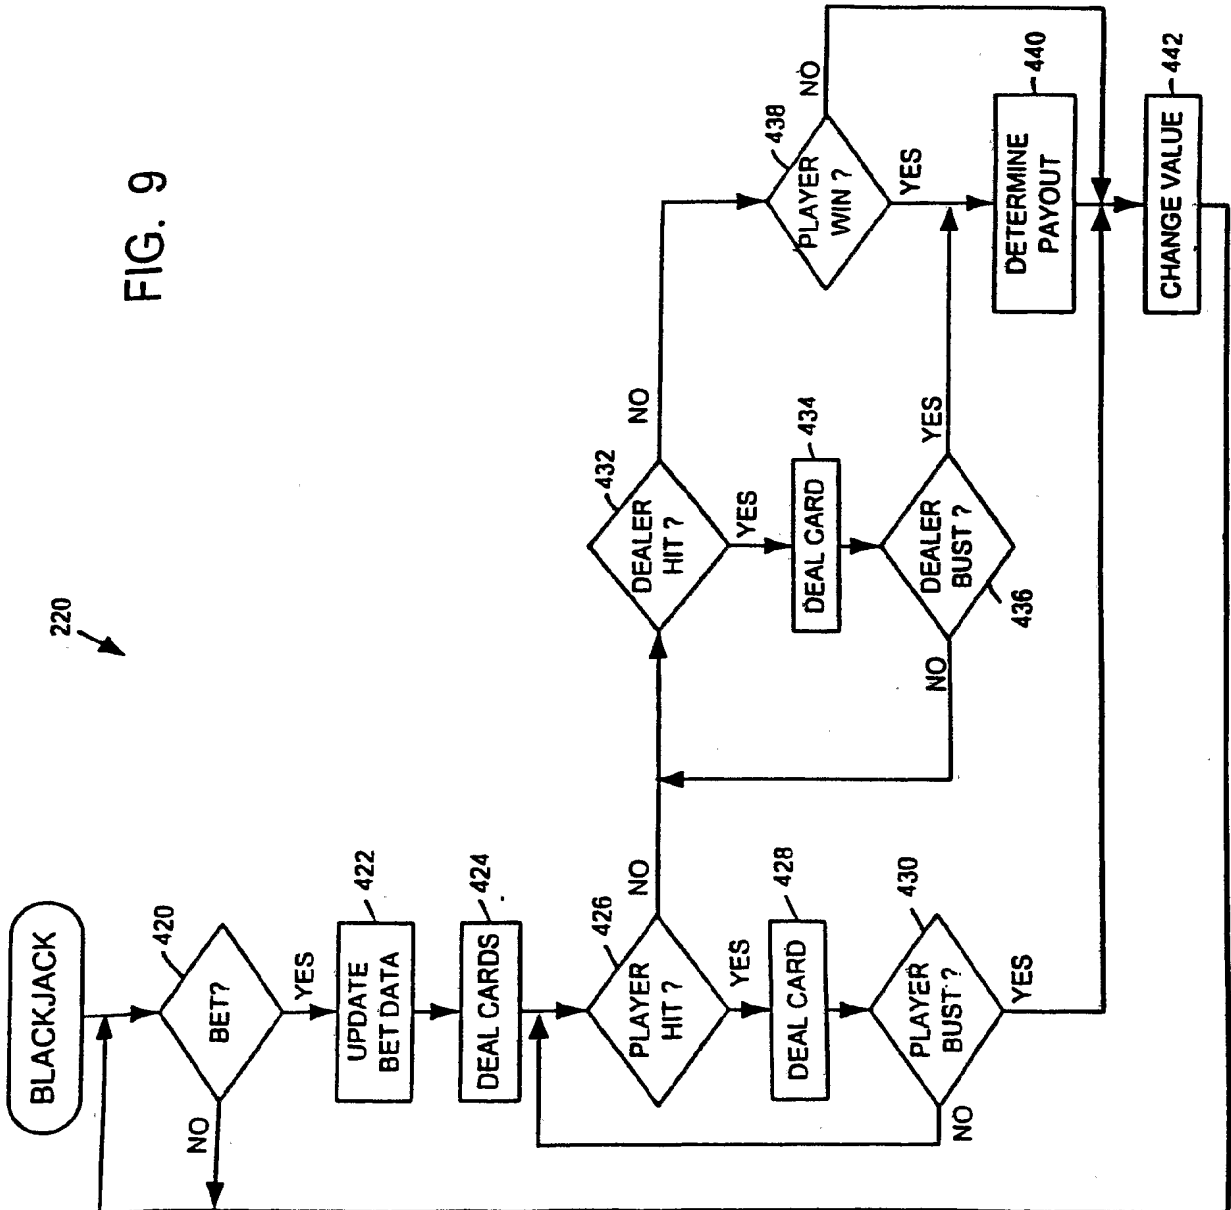 FIG. 9
220
BLACKJACK
420
BET?
NO
YES
422
UPDATE
BET DATA
424
DEAL CARDS
426
PLAYER
HIT ?
NO
YES
428
DEAL CARD
430
PLAYER
BUST ?
NO
YES
432
DEALER
HIT ?
NO
YES
434
DEAL CARD
DEALER
BUST ?
436
NO
YES
438
PLAYER
WIN ?
NO
YES
440
DETERMINE
PAYOUT
442
CHANGE VALUE